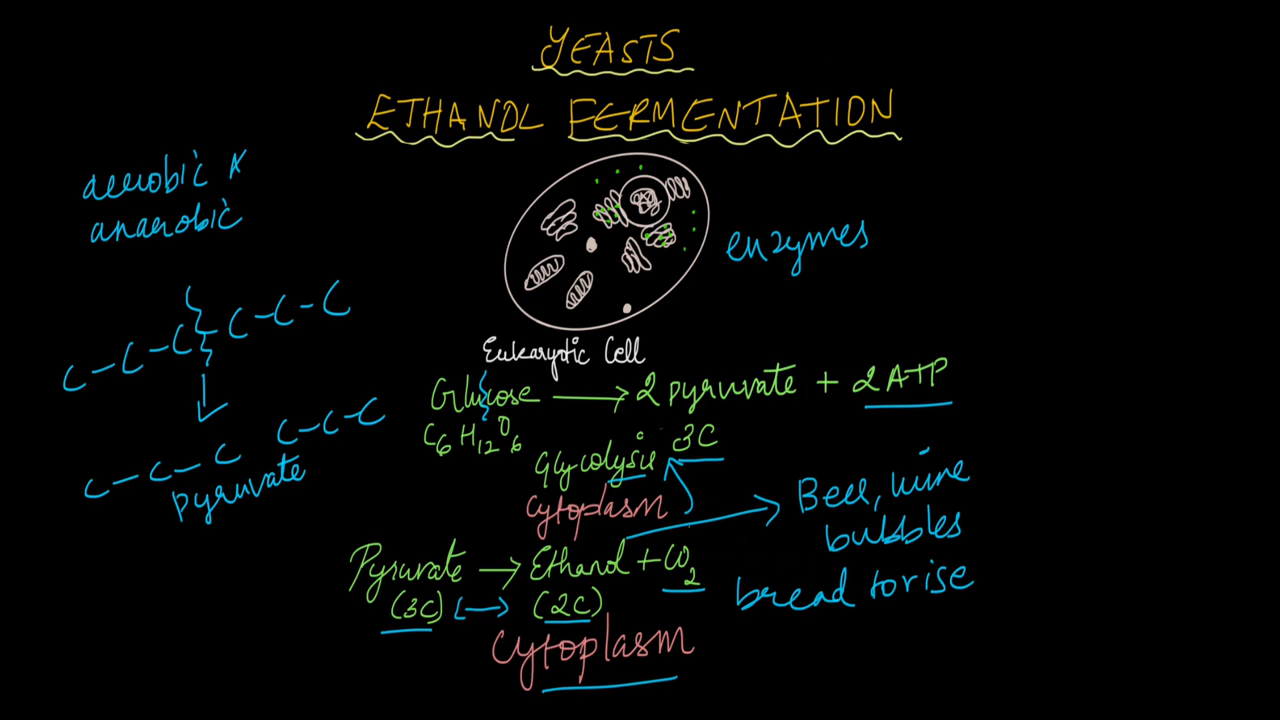 YEASTS
ETHANOL FERMENTATION
aerobic x
anaerobic
enzymes
C-C-C C-C-C
Eukaryotic Cell
Glucose → 2 pyruvate + 2 ATP
C6H12O6
Glycolysis 3C
Cytoplasm
C-C-C C-C-C
pyruvate
Beer, wine
bubbles
Pyruvate → Ethanol + CO2
bread to rise
(3C) (2C)
Cytoplasm